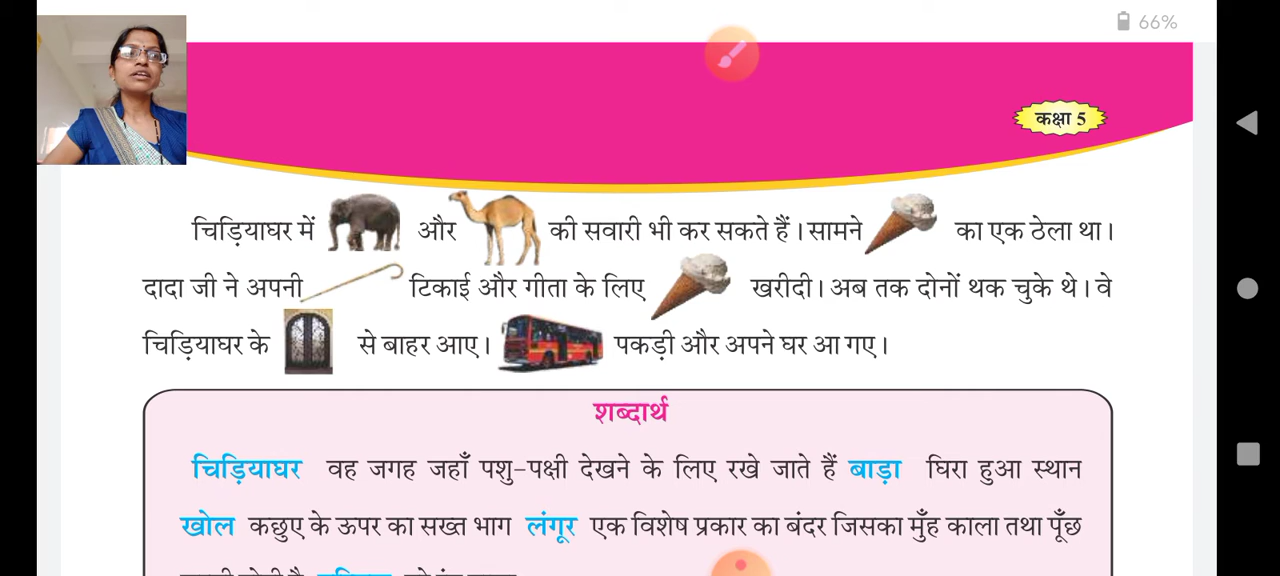 66%
कक्षा 5
चिड़ियाघर में और की सवारी भी कर सकते हैं। सामने का एक ठेला था।
दादा जी ने अपनी टिकाई और गीता के लिए खरीदी। अब तक दोनों थक चुके थे। वे
चिड़ियाघर के से बाहर आए। पकड़ी और अपने घर आ गए।
शब्दार्थ
चिड़ियाघर वह जगह जहाँ पशु-पक्षी देखने के लिए रखे जाते हैं बाड़ा घिरा हुआ स्थान
खोल कछुए के ऊपर का सख्त भाग लंगूर एक विशेष प्रकार का बंदर जिसका मुँह काला तथा पूँछ